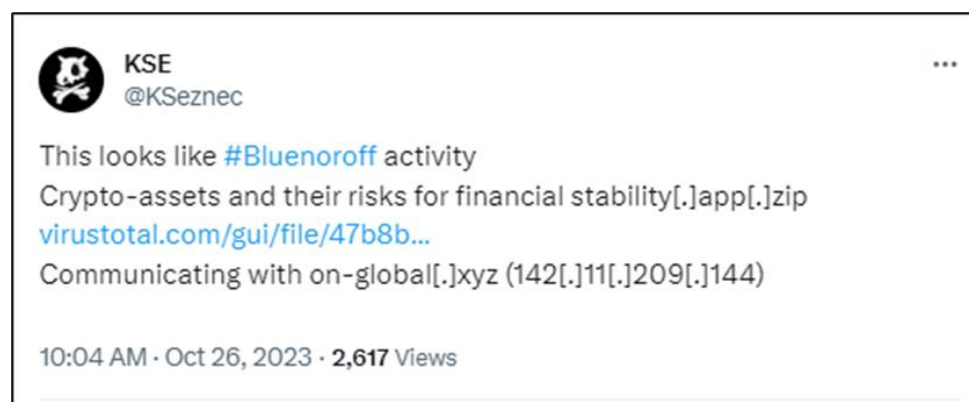 KSE
@KSeznec
This looks like #Bluenoroff activity
Crypto-assets and their risks for financial stability[.]app[.]zip
virustotal.com/gui/file/47b8b...
Communicating with on-global[.]xyz (142[.]11[.]209[.]144)
10:04 AM · Oct 26, 2023 · 2,617 Views